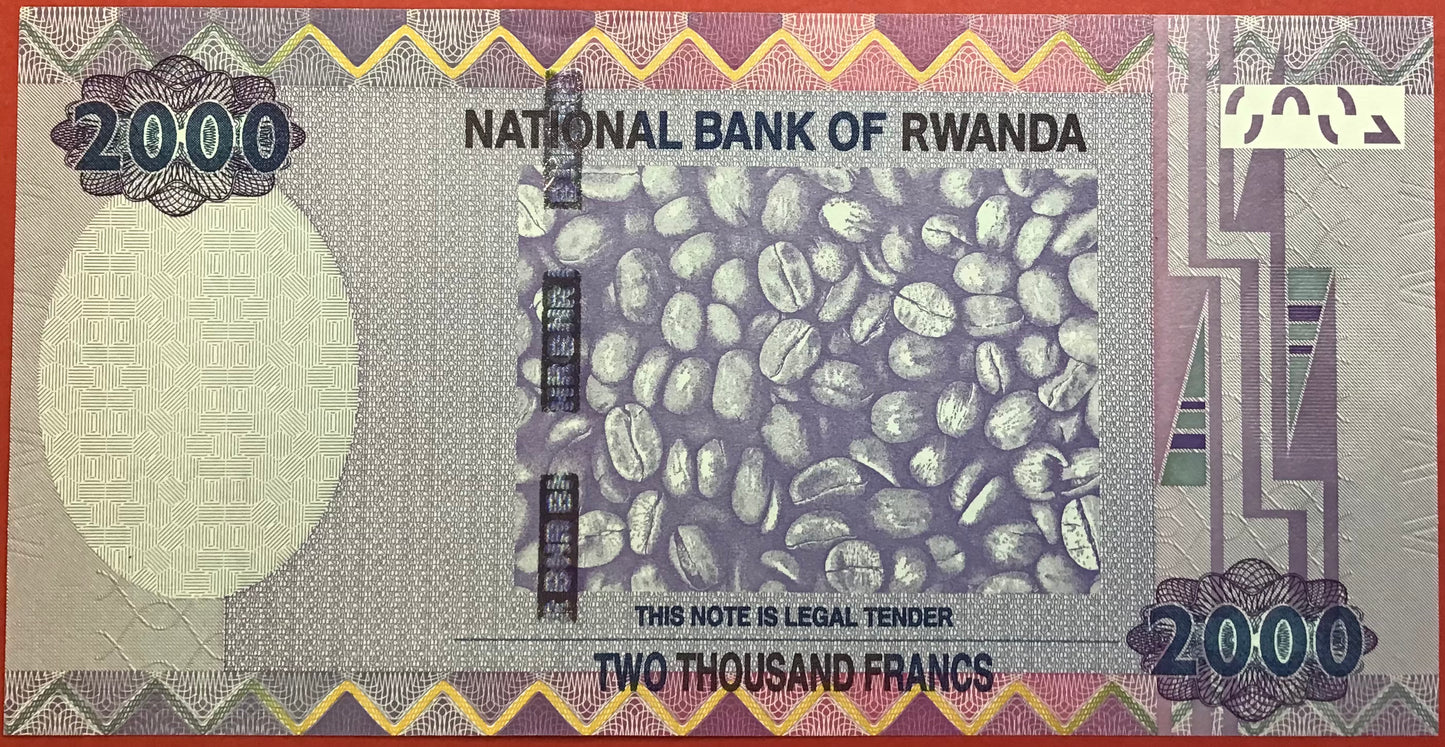 2000
NATIONAL BANK OF RWANDA
THIS NOTE IS LEGAL TENDER
TWO THOUSAND FRANCS
2000